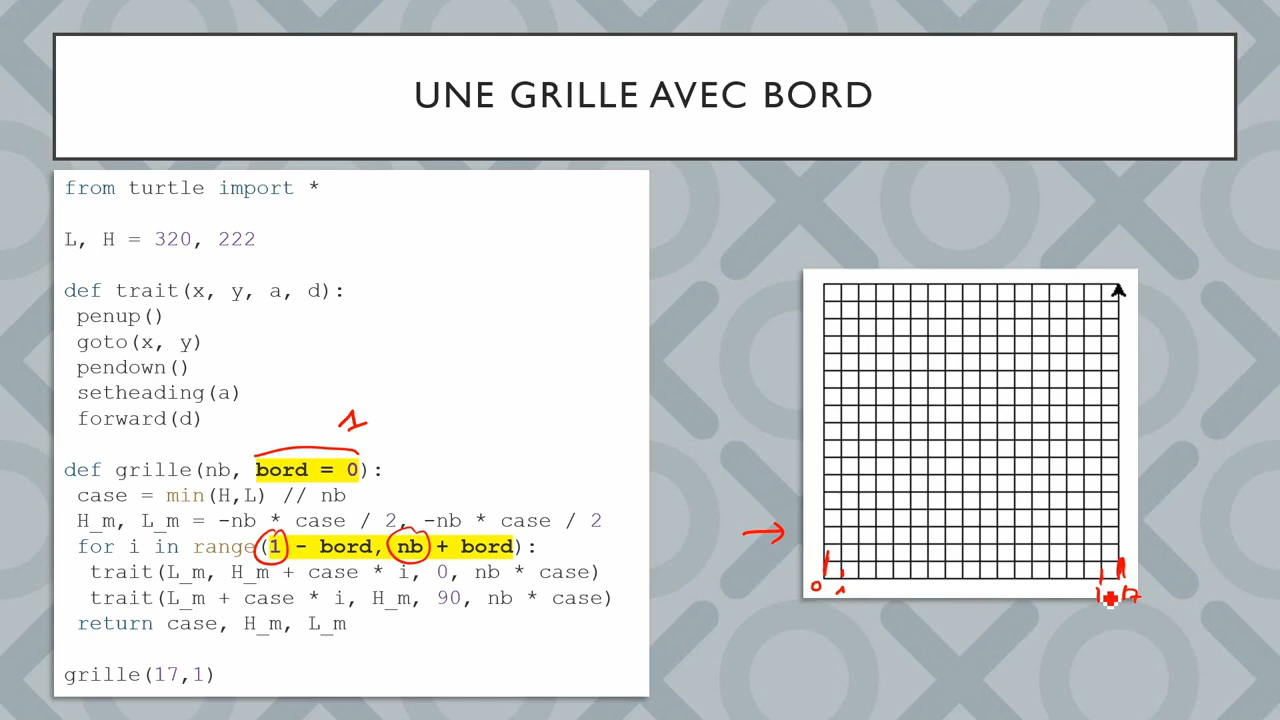 UNE GRILLE AVEC BORD
from turtle import *
L, H = 320, 222
def trait(x, y, a, d):
penup()
goto(x, y)
pendown()
setheading(a)
forward(d)
1
def grille(nb, bord = 0):
case = min(H,L) // nb
H_m, L_m = -nb * case / 2, -nb * case / 2
for i in range(1 - bord, nb + bord):
trait(L_m, H_m + case * i, 0, nb * case)
trait(L_m + case * i, H_m, 90, nb * case)
return case, H_m, L_m
grille(17,1)
0 1 17